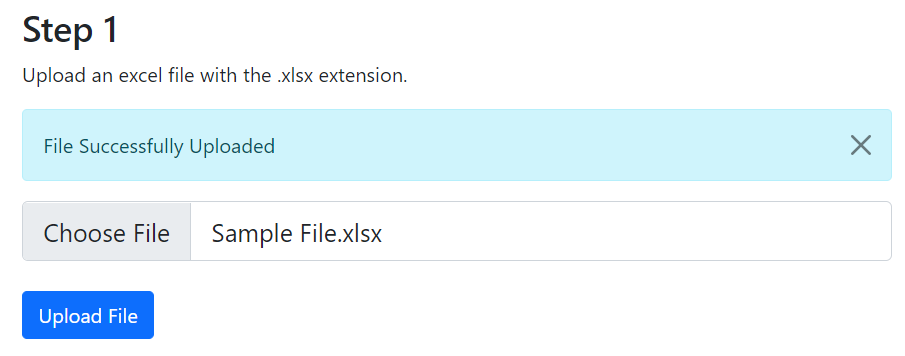 Step 1
Upload an excel file with the .xlsx extension.
File Successfully Uploaded
Choose File Sample File.xlsx
Upload File